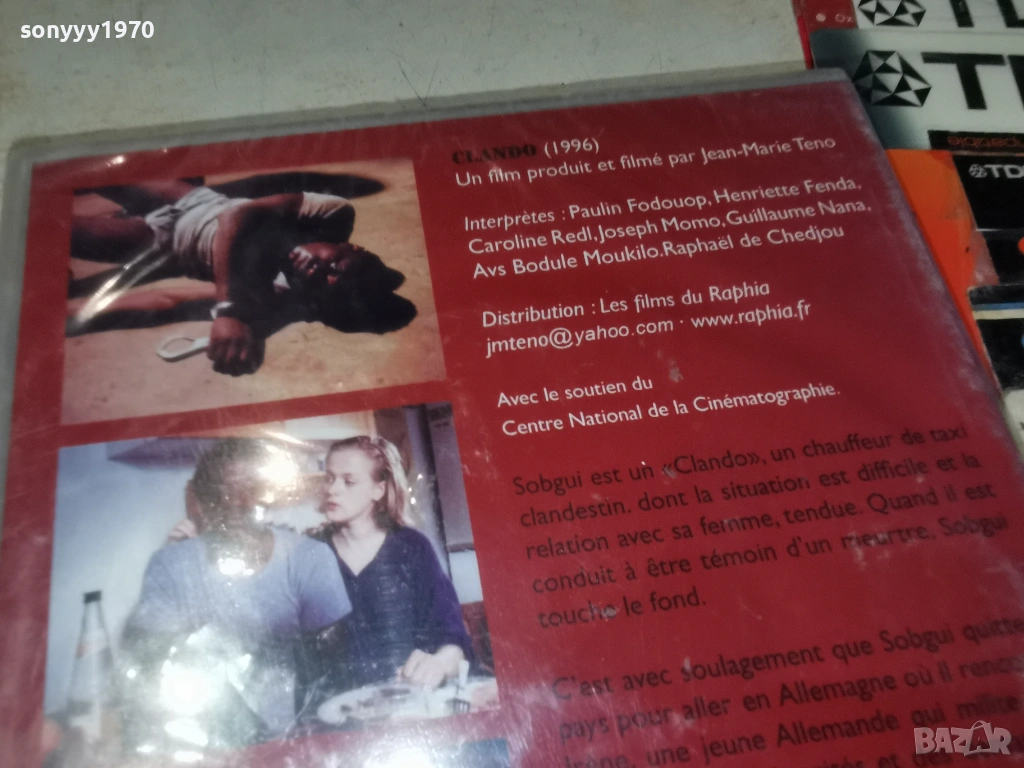 sonyyy1970
CLANDO (1996)
Un film produit et filmé par Jean-Marie Teno
Interprètes : Paulin Fodouop, Henriette Fenda,
Caroline Redl, Joseph Momo, Guillaume Nana,
Avs Bodule Moukilo. Raphaël de Chedjou
Distribution : Les films du Raphia
jmteno@yahoo.com · www.raphia.fr
Avec le soutien du
Centre National de la Cinématographie.
Sobgui est un «Clando», un chauffeur de taxi
clandestin, dont la situation est difficile et la
relation avec sa femme, tendue. Quand il est
conduit à être témoin d'un meurtre, Sobgui
touche le fond.
C'est avec soulagement que Sobgui quitte
pays pour aller en Allemagne où il renco
Irène, une jeune Allemande qui milite
TD
TD
BAZAR